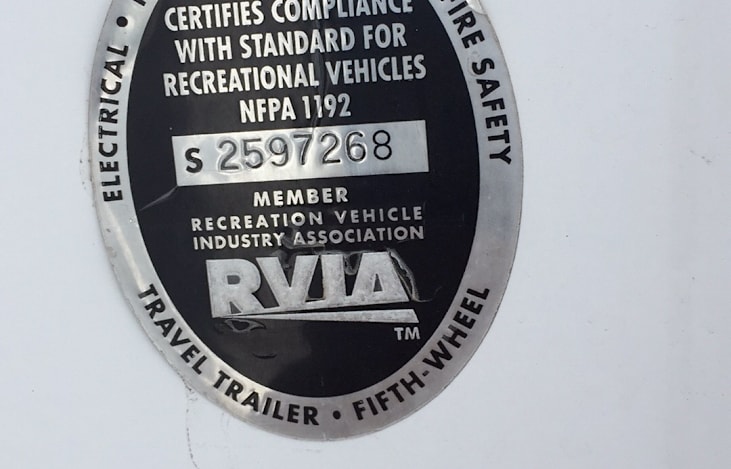 CERTIFIES COMPLIANCE
WITH STANDARD FOR
RECREATIONAL VEHICLES
NFPA 1192
S 2597268
MEMBER
RECREATION VEHICLE
INDUSTRY ASSOCIATION
RVIA
TM
ELECTRICAL •
FIRE SAFETY
TRAVEL TRAILER • FIFTH-WHEEL